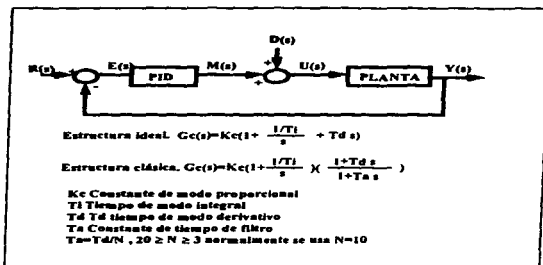 D(s)
R(s) + - E(s) PID M(s) + + U(s) PLANTA Y(s)
Estructura ideal. Gc(s)=Kc(1+ 1/Ti / s + Td s)
Estructura clásica. Gc(s)=Kc(1+ 1/Ti / s )( 1+Td s / 1+Ta s )
Kc Constante de modo proporcional
Ti Tiempo de modo integral
Td Td tiempo de modo derivativo
Ta Constante de tiempo de filtro
Ta=Td/N , 20 ≥ N ≥ 3 normalmente se usa N=10